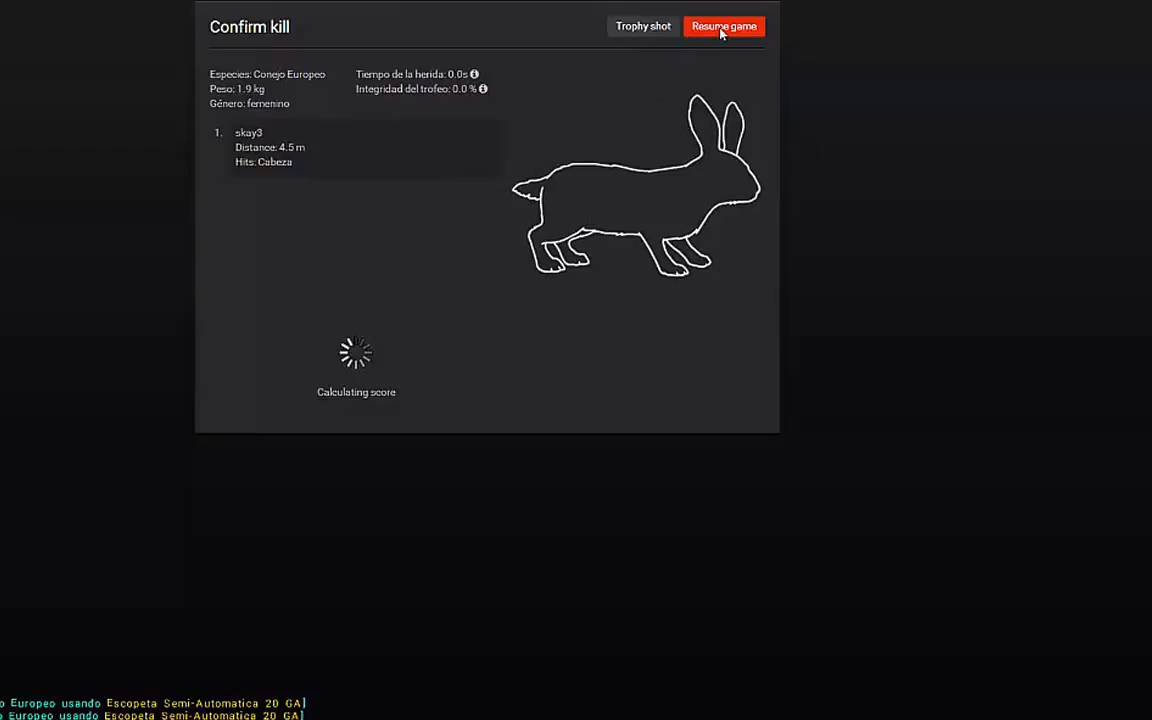 Confirm kill
Trophy shot
Resume game
Especies: Conejo Europeo
Peso: 1.9 kg
Género: femenino
Tiempo de la herida: 0.0s
Integridad del trofeo: 0.0 %
1. skay3
Distance: 4.5 m
Hits: Cabeza
Calculating score
o Europeo usando Escopeta Semi-Automatica 20 GA]
o Europeo usando Escopeta Semi-Automatica 20 GA]